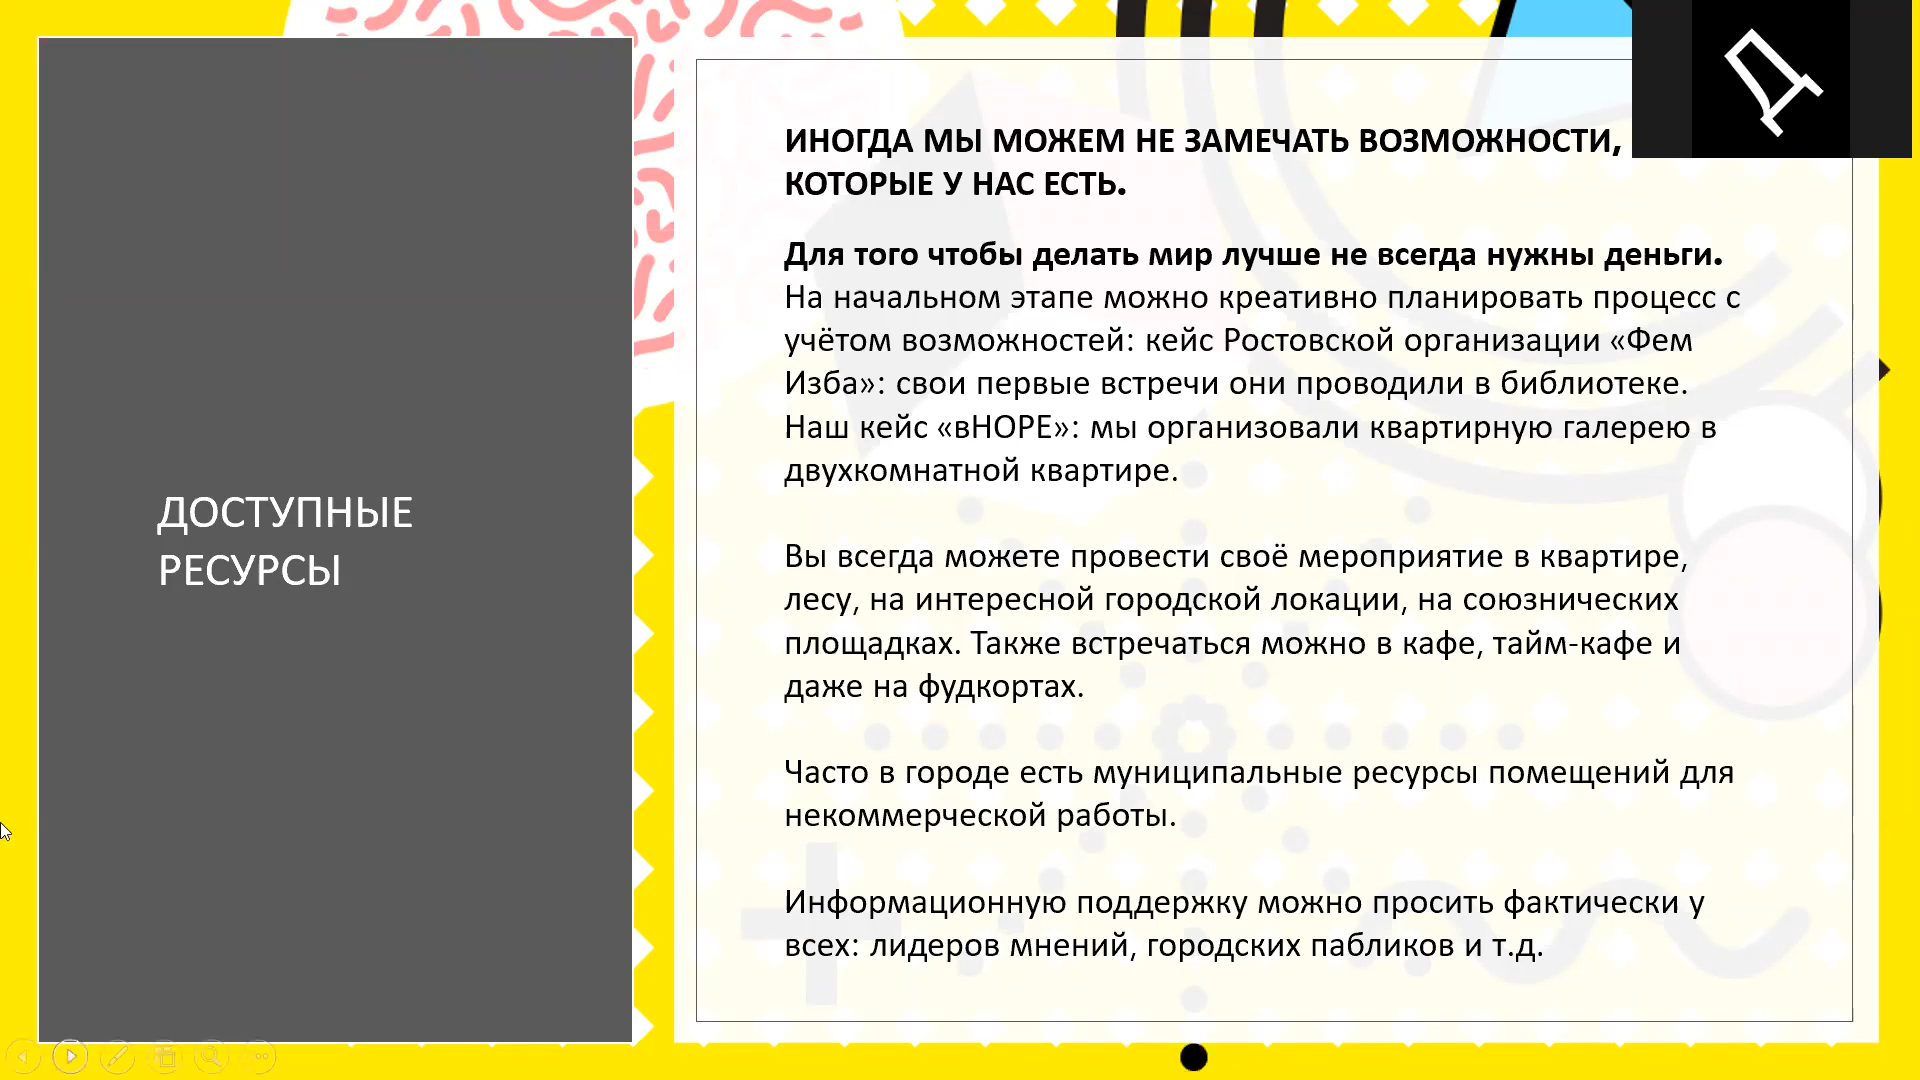 ДОСТУПНЫЕ
РЕСУРСЫ
Д
ИНОГДА МЫ МОЖЕМ НЕ ЗАМЕЧАТЬ ВОЗМОЖНОСТИ,
КОТОРЫЕ У НАС ЕСТЬ.
Для того чтобы делать мир лучше не всегда нужны деньги.
На начальном этапе можно креативно планировать процесс с
учётом возможностей: кейс Ростовской организации «Фем
Изба»: свои первые встречи они проводили в библиотеке.
Наш кейс «вНОРЕ»: мы организовали квартирную галерею в
двухкомнатной квартире.
Вы всегда можете провести своё мероприятие в квартире,
лесу, на интересной городской локации, на союзнических
площадках. Также встречаться можно в кафе, тайм-кафе и
даже на фудкортах.
Часто в городе есть муниципальные ресурсы помещений для
некоммерческой работы.
Информационную поддержку можно просить фактически у
всех: лидеров мнений, городских пабликов и т.д.